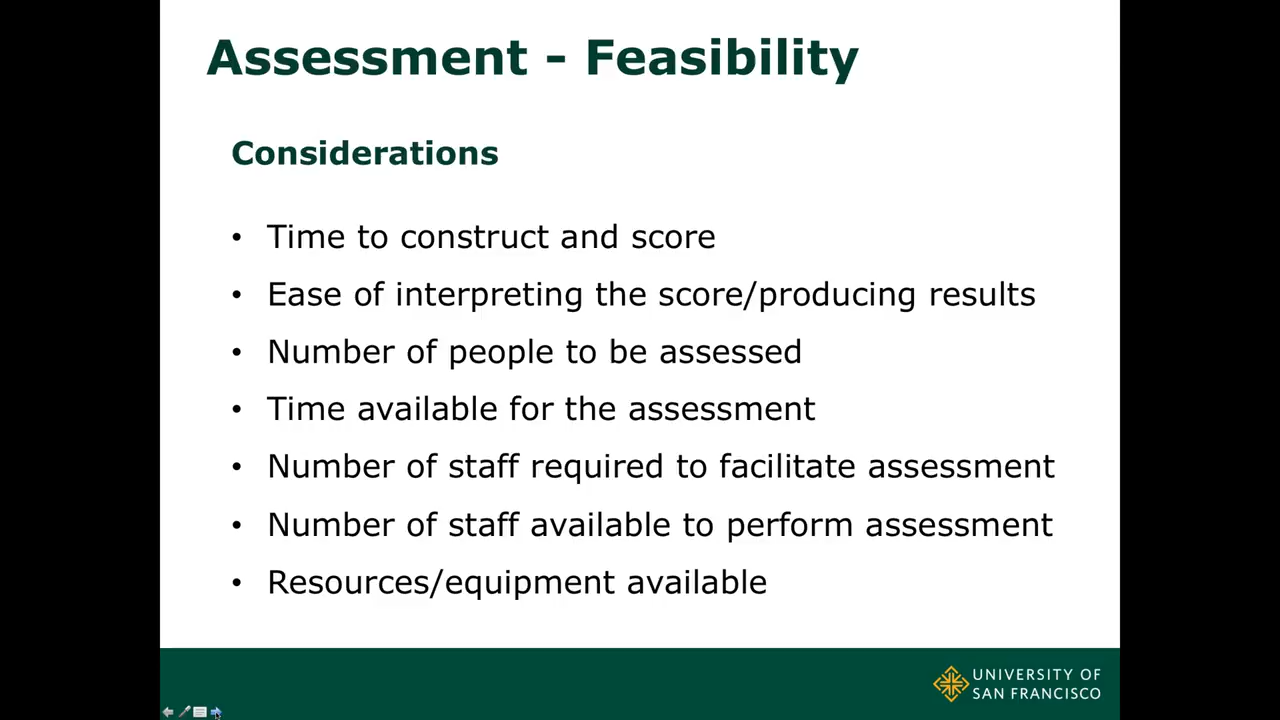 Assessment - Feasibility
Considerations
• Time to construct and score
• Ease of interpreting the score/producing results
• Number of people to be assessed
• Time available for the assessment
• Number of staff required to facilitate assessment
• Number of staff available to perform assessment
• Resources/equipment available
UNIVERSITY OF
SAN FRANCISCO